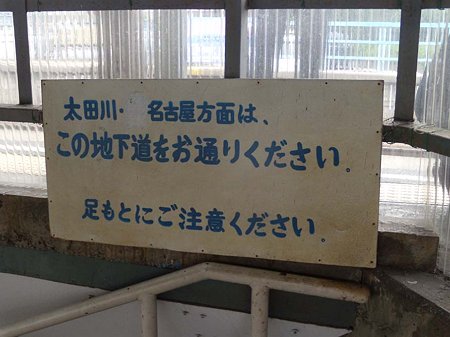 太田川・ 名古屋方面は、
この地下道をお通りください。
足もとにご注意ください。